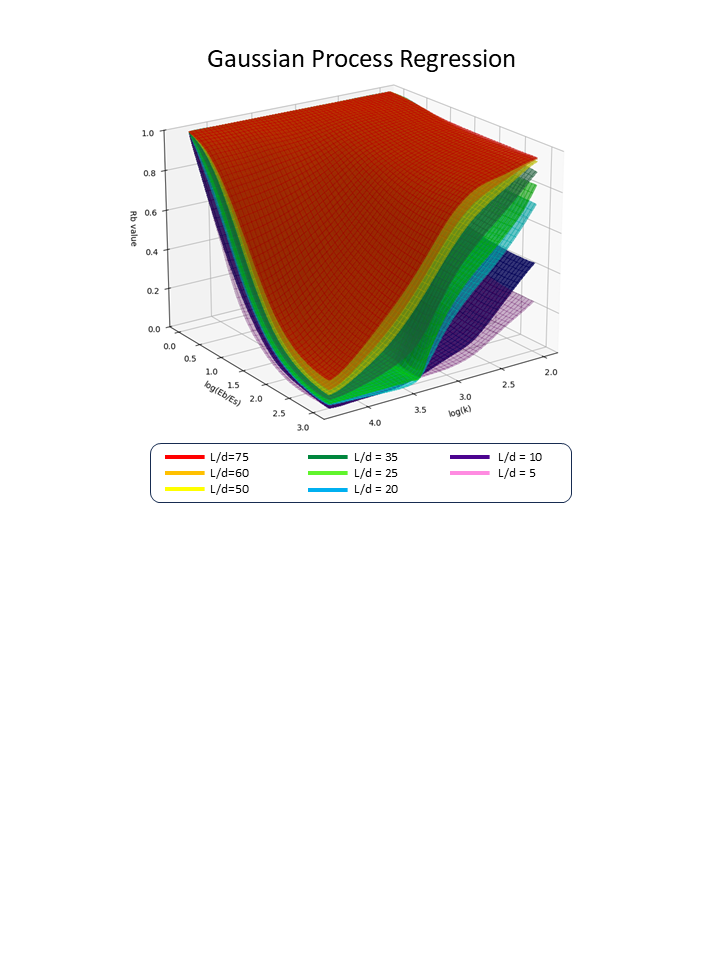 Gaussian Process Regression
1.0
0.8
0.6
0.4
0.2
0.0
Rb value
0.0
0.5
1.0
1.5
2.0
2.5
3.0
log(Eb/Es)
4.0
3.5
3.0
2.5
2.0
log(k)
L/d=75 L/d = 35 L/d = 10
L/d=60 L/d = 25 L/d = 5
L/d=50 L/d = 20